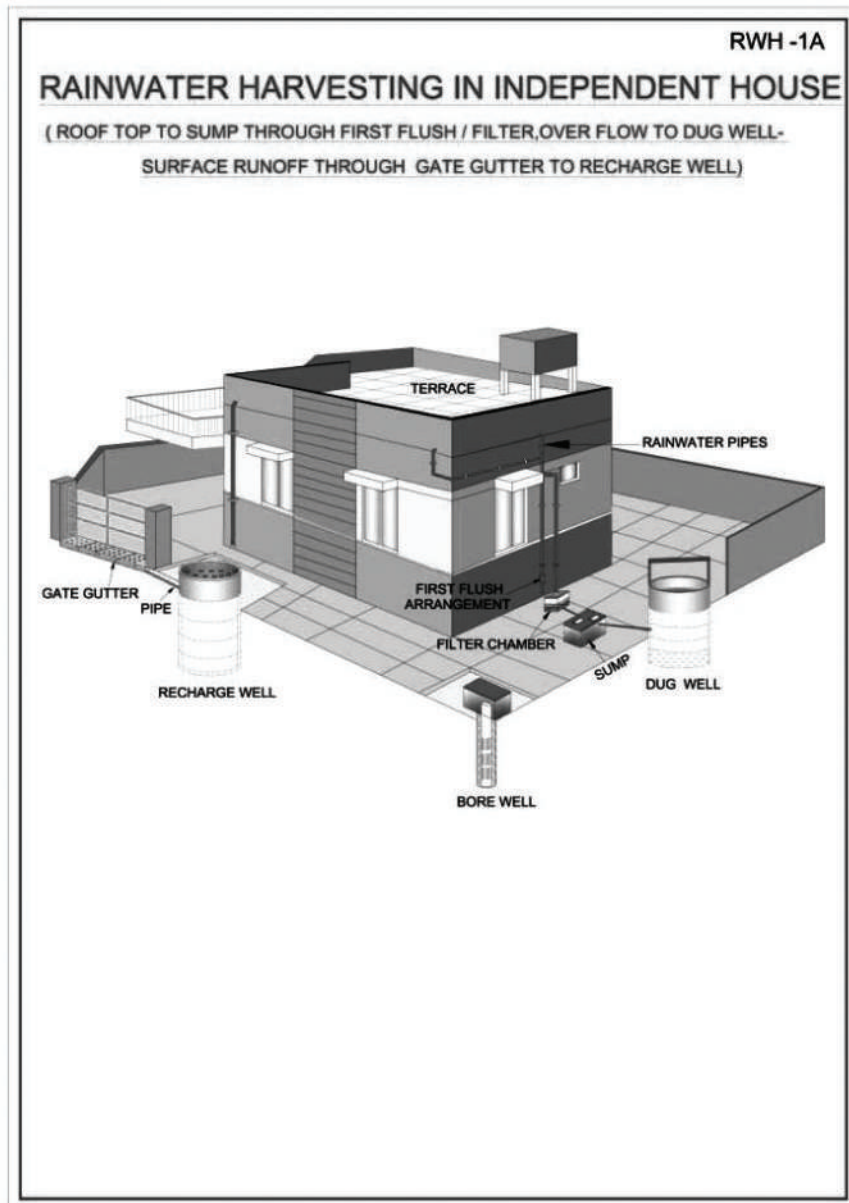 RWH -1A
RAINWATER HARVESTING IN INDEPENDENT HOUSE
( ROOF TOP TO SUMP THROUGH FIRST FLUSH / FILTER,OVER FLOW TO DUG WELL-
SURFACE RUNOFF THROUGH GATE GUTTER TO RECHARGE WELL)
TERRACE
RAINWATER PIPES
GATE GUTTER
PIPE
FIRST FLUSH
ARRANGEMENT
FILTER CHAMBER
SUMP
DUG WELL
RECHARGE WELL
BORE WELL